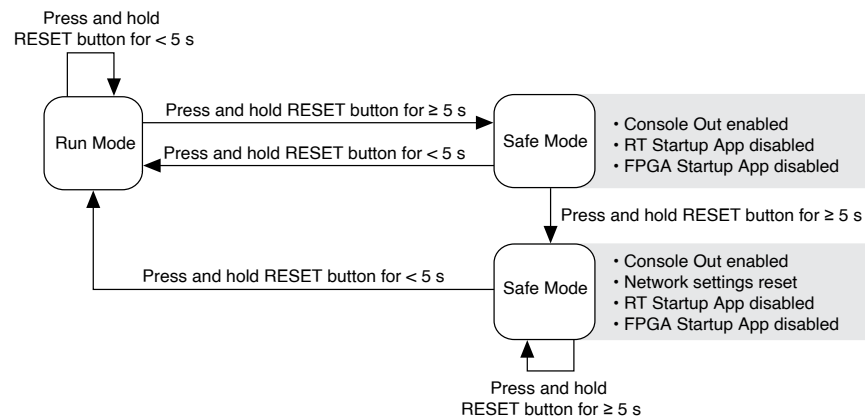 Press and hold
RESET button for < 5 s
Run Mode
Press and hold RESET button for ≥ 5 s
Press and hold RESET button for < 5 s
Safe Mode
• Console Out enabled
• RT Startup App disabled
• FPGA Startup App disabled
Press and hold RESET button for ≥ 5 s
Press and hold RESET button for < 5 s
Safe Mode
• Console Out enabled
• Network settings reset
• RT Startup App disabled
• FPGA Startup App disabled
Press and hold
RESET button for ≥ 5 s